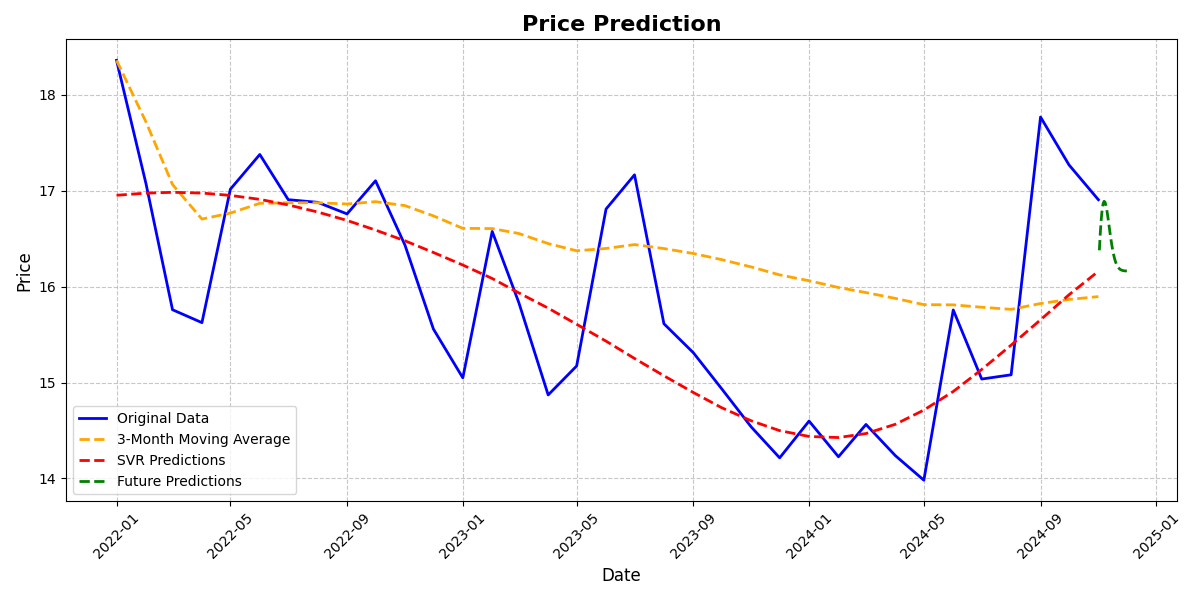 Price Prediction
Price
18
17
16
15
14
Original Data
3-Month Moving Average
SVR Predictions
Future Predictions
2022-01
2022-05
2022-09
2023-01
2023-05
2023-09
2024-01
2024-05
2024-09
2025-01
Date